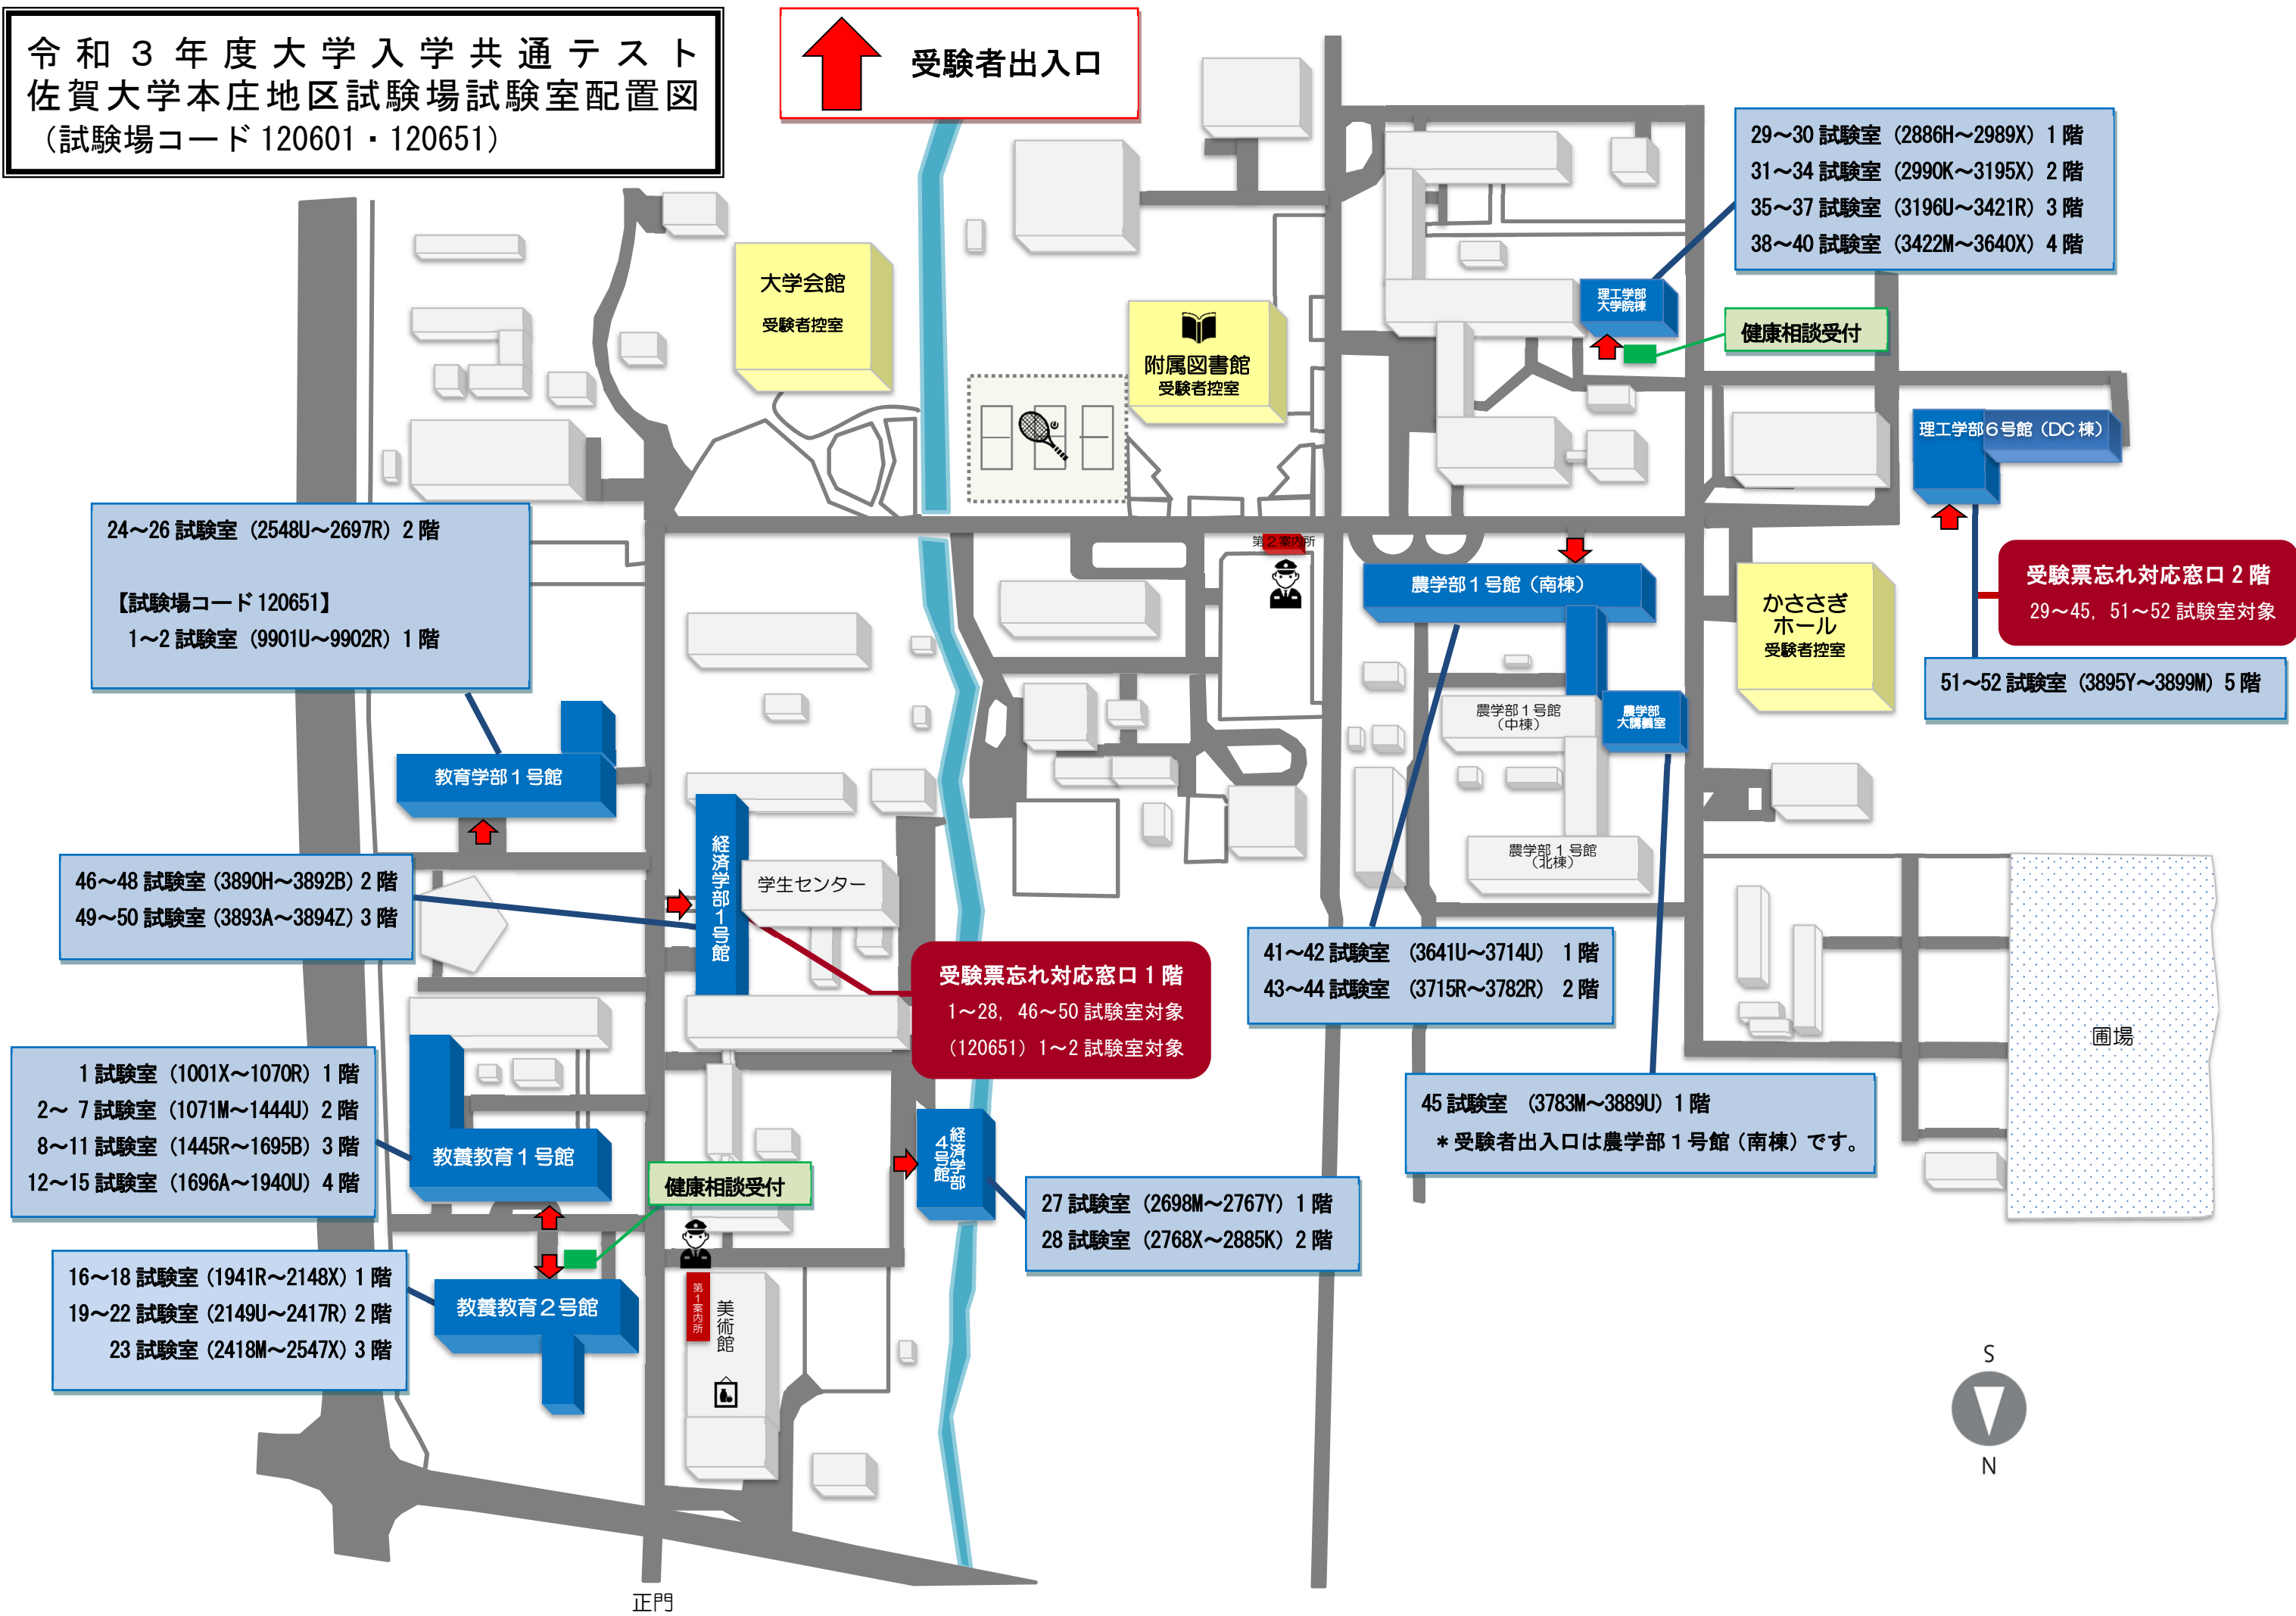 令和３年度大学入学共通テスト
佐賀大学本庄地区試験場試験室配置図
（試験場コード120601・120651）
受験者出入口
29～30 試験室（2886H～2989X）1 階
31～34 試験室（2990K～3195X）2 階
35～37 試験室（3196U～3421R）3 階
38～40 試験室（3422M～3640X）4 階
大学会館
受験者控室
附属図書館
受験者控室
理工学部
大学院棟
健康相談受付
理工学部６号館（DC 棟）
24～26 試験室（2548U～2697R）2 階
【試験場コード 120651】
1～2 試験室（9901U～9902R）1 階
第２案内所
農学部１号館（南棟）
かささぎ
ホール
受験者控室
受験票忘れ対応窓口 2 階
29～45，51～52 試験室対象
51～52 試験室（3895Y～3899M）5 階
農学部１号館
（中棟）
農学部
大講義室
教育学部１号館
経済学部１号館
学生センター
農学部１号館
（北棟）
46～48 試験室（3890H～3892B）2 階
49～50 試験室（3893A～3894Z）3 階
受験票忘れ対応窓口 1 階
1～28，46～50 試験室対象
（120651）1～2 試験室対象
41～42 試験室 （3641U～3714U） 1 階
43～44 試験室 （3715R～3782R） 2 階
圃場
1 試験室（1001X～1070R）1 階
2～ 7 試験室（1071M～1444U）2 階
8～11 試験室（1445R～1695B）3 階
12～15 試験室（1696A～1940U）4 階
教養教育１号館
45 試験室 （3783M～3889U）1 階
＊受験者出入口は農学部１号館（南棟）です。
経済学部
４号館
健康相談受付
27 試験室（2698M～2767Y）1 階
28 試験室（2768X～2885K）2 階
16～18 試験室（1941R～2148X）1 階
19～22 試験室（2149U～2417R）2 階
23 試験室（2418M～2547X）3 階
教養教育２号館
第１案内所
美術館
S
N
正門